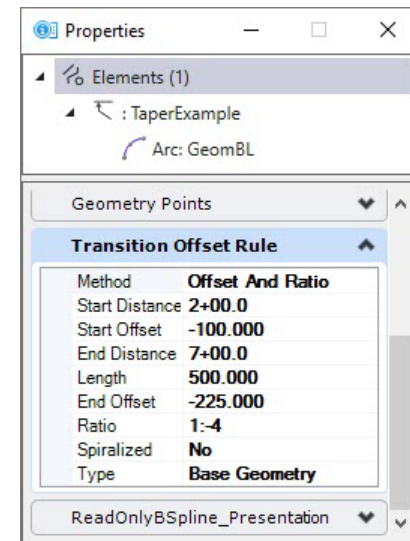 Properties
Elements (1)
: TaperExample
Arc: GeomBL
Geometry Points
Transition Offset Rule
Method Offset And Ratio
Start Distance 2+00.0
Start Offset -100.000
End Distance 7+00.0
Length 500.000
End Offset -225.000
Ratio 1:-4
Spiralized No
Type Base Geometry
ReadOnlyBSpline_Presentation